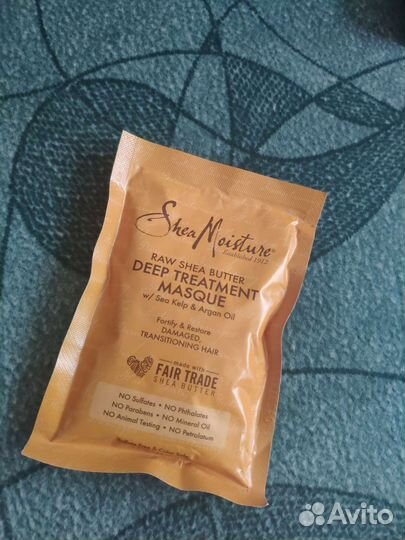 SheaMoisture®
Established 1912
RAW SHEA BUTTER
DEEP TREATMENT
MASQUE
w/ Sea Kelp & Argan Oil
Fortify & Restore
DAMAGED,
TRANSITIONING HAIR
made with
FAIR TRADE
SHEA BUTTER
NO Sulfates • NO Phthalates
NO Parabens • NO Mineral Oil
NO Animal Testing • NO Petrolatum
Avito